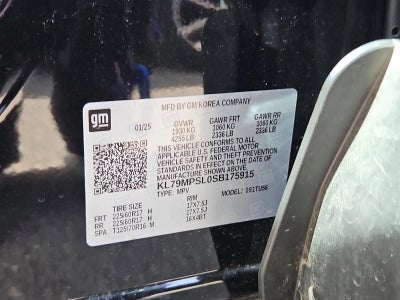 gm
MFD BY GM KOREA COMPANY
01/25 GVWR GAWR FRT GAWR RR
1930 KG 1060 KG 1060 KG
4255 LB 2336 LB 2336 LB
THIS VEHICLE CONFORMS TO ALL
APPLICABLE U.S. FEDERAL MOTOR
VEHICLE SAFETY AND THEFT PREVENTION
STANDARDS IN EFFECT ON THE DATE OF
MANUFACTURE SHOWN ABOVE.
KL79MPSL0SB175915
TYPE: MPV MODEL: 1TU56
TIRE SIZE RIM
FRT 225/60R17 H 17X7.5J
RR 225/60R17 H 17X7.5J
SPA T125/70R16 M 16X4BT